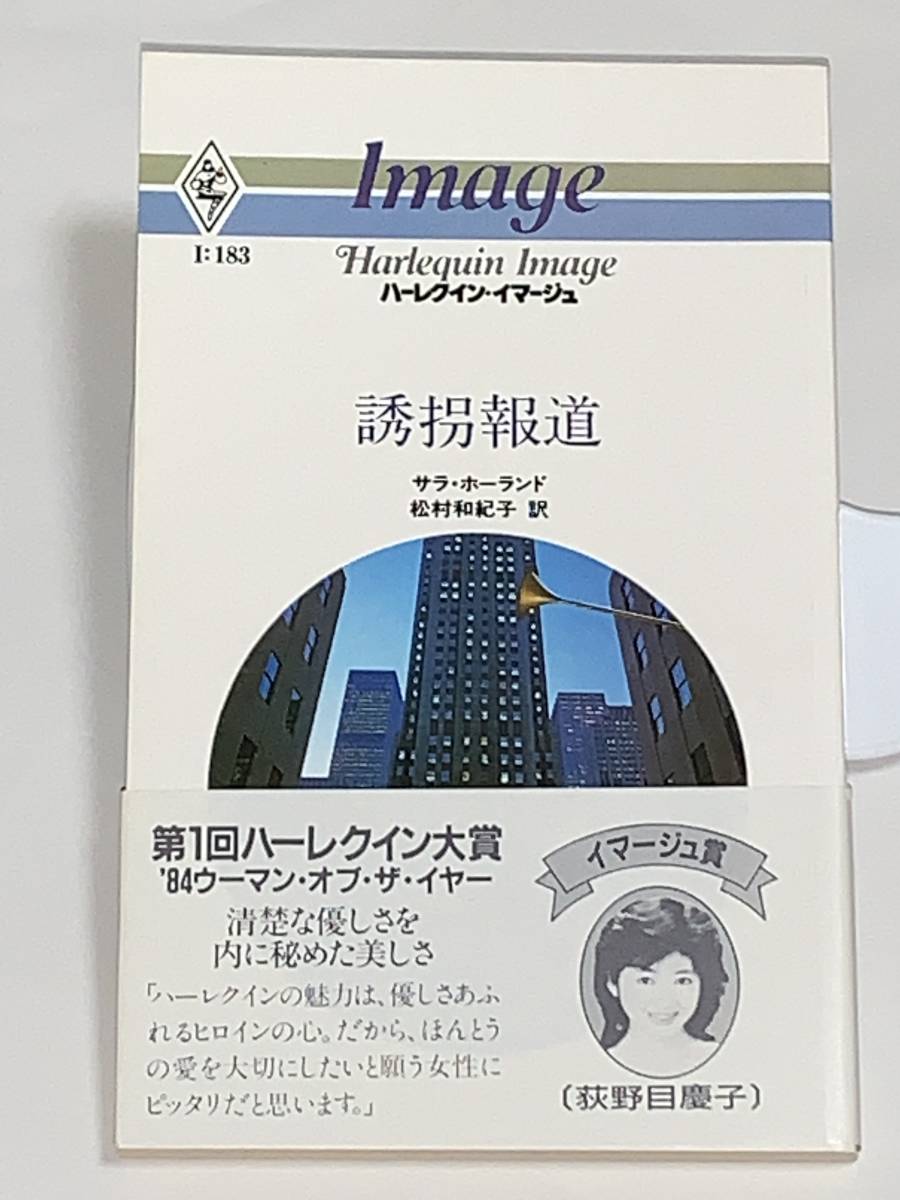 Image
I:183
Harlequin Image
ハーレクイン・イマージュ
誘拐報道
サラ・ホーランド
松村和紀子 訳
第1回ハーレクイン大賞
'84ウーマン・オブ・ザ・イヤー
清楚な優しさを
内に秘めた美しさ
「ハーレクインの魅力は、優しさあふ
れるヒロインの心。だから、ほんとう
の愛を大切にしたいと願う女性に
ピッタリだと思います。」
イマージュ賞
(荻野目慶子)